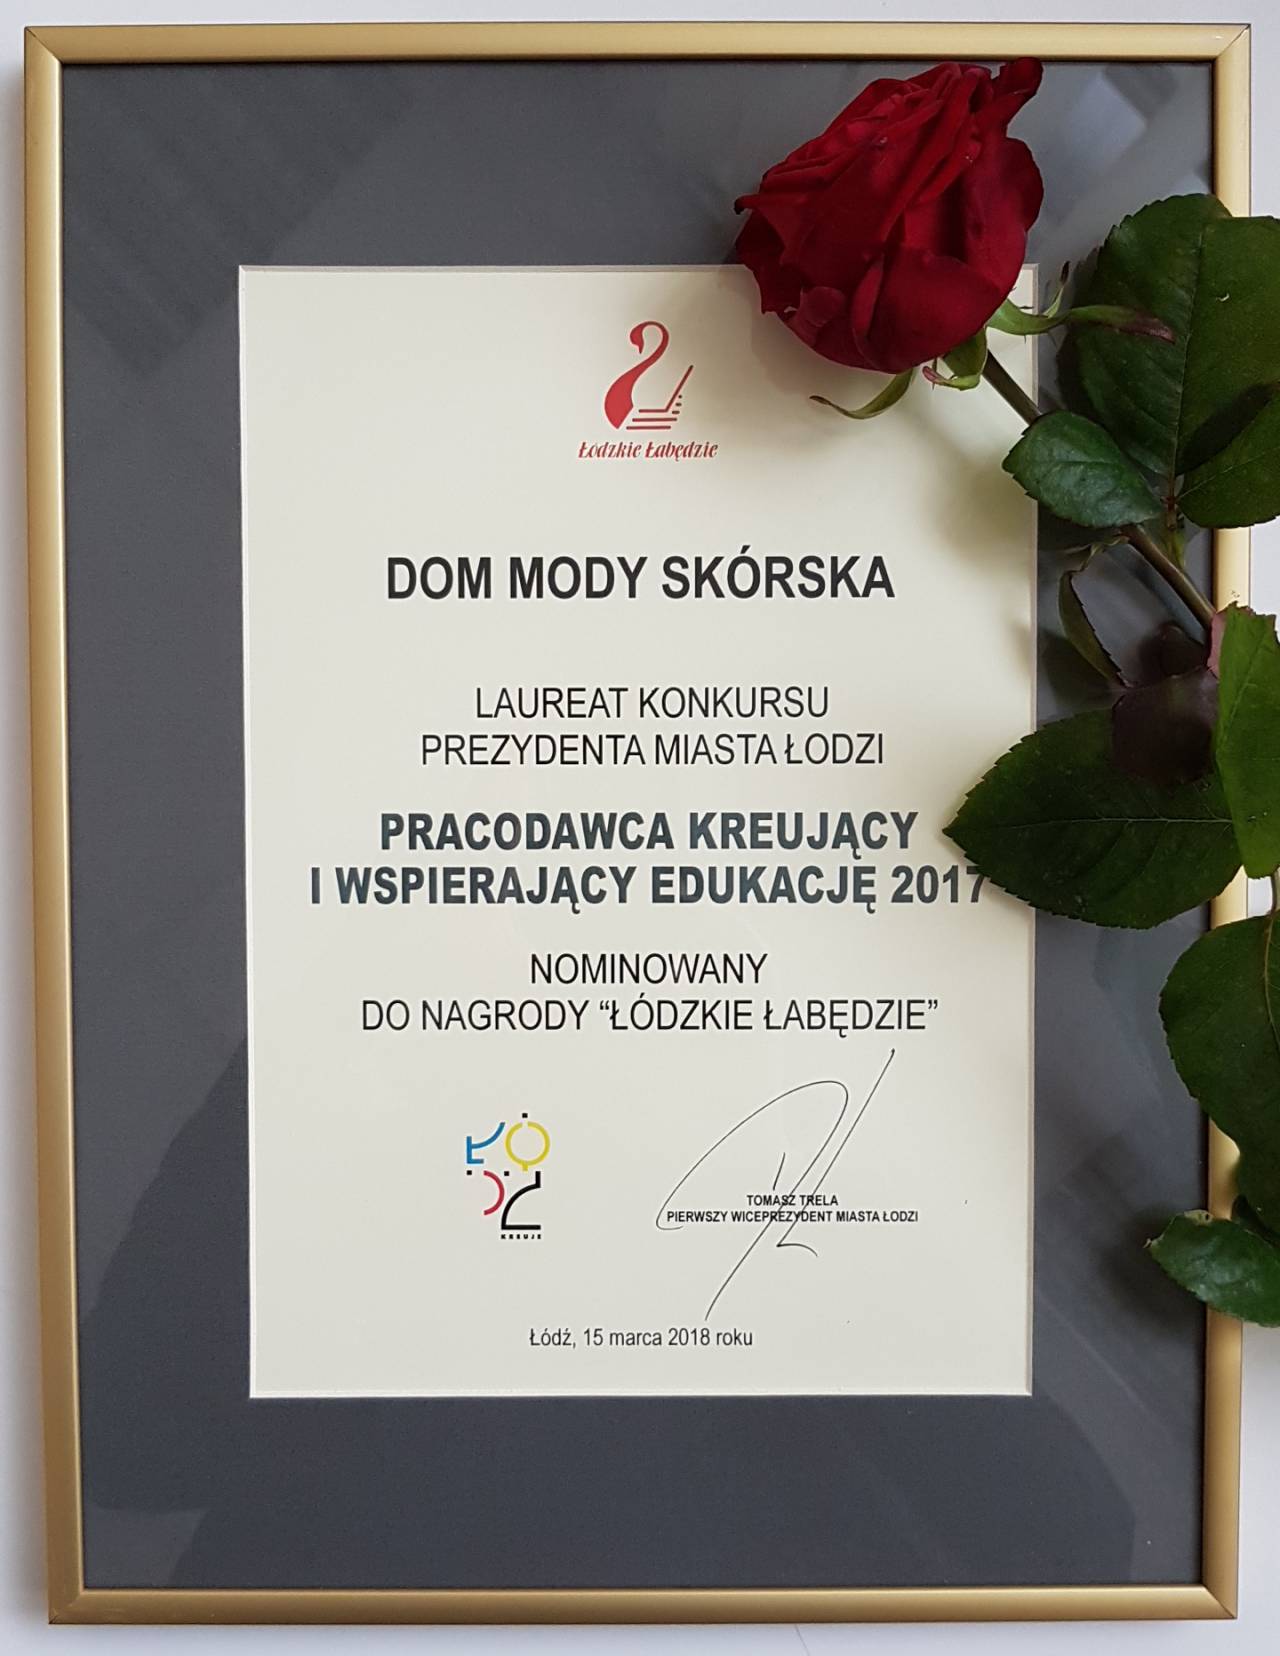 Łódzkie Łabędzie
DOM MODY SKÓRSKA
LAUREAT KONKURSU
PREZYDENTA MIASTA ŁODZI
PRACODAWCA KREUJĄCY
I WSPIERAJĄCY EDUKACJĘ 2017
NOMINOWANY
DO NAGRODY “ŁÓDZKIE ŁABĘDZIE”
ŁÓDŹ
KREUJE
TOMASZ TRELA
PIERWSZY WICEPREZYDENT MIASTA ŁODZI
Łódź, 15 marca 2018 roku